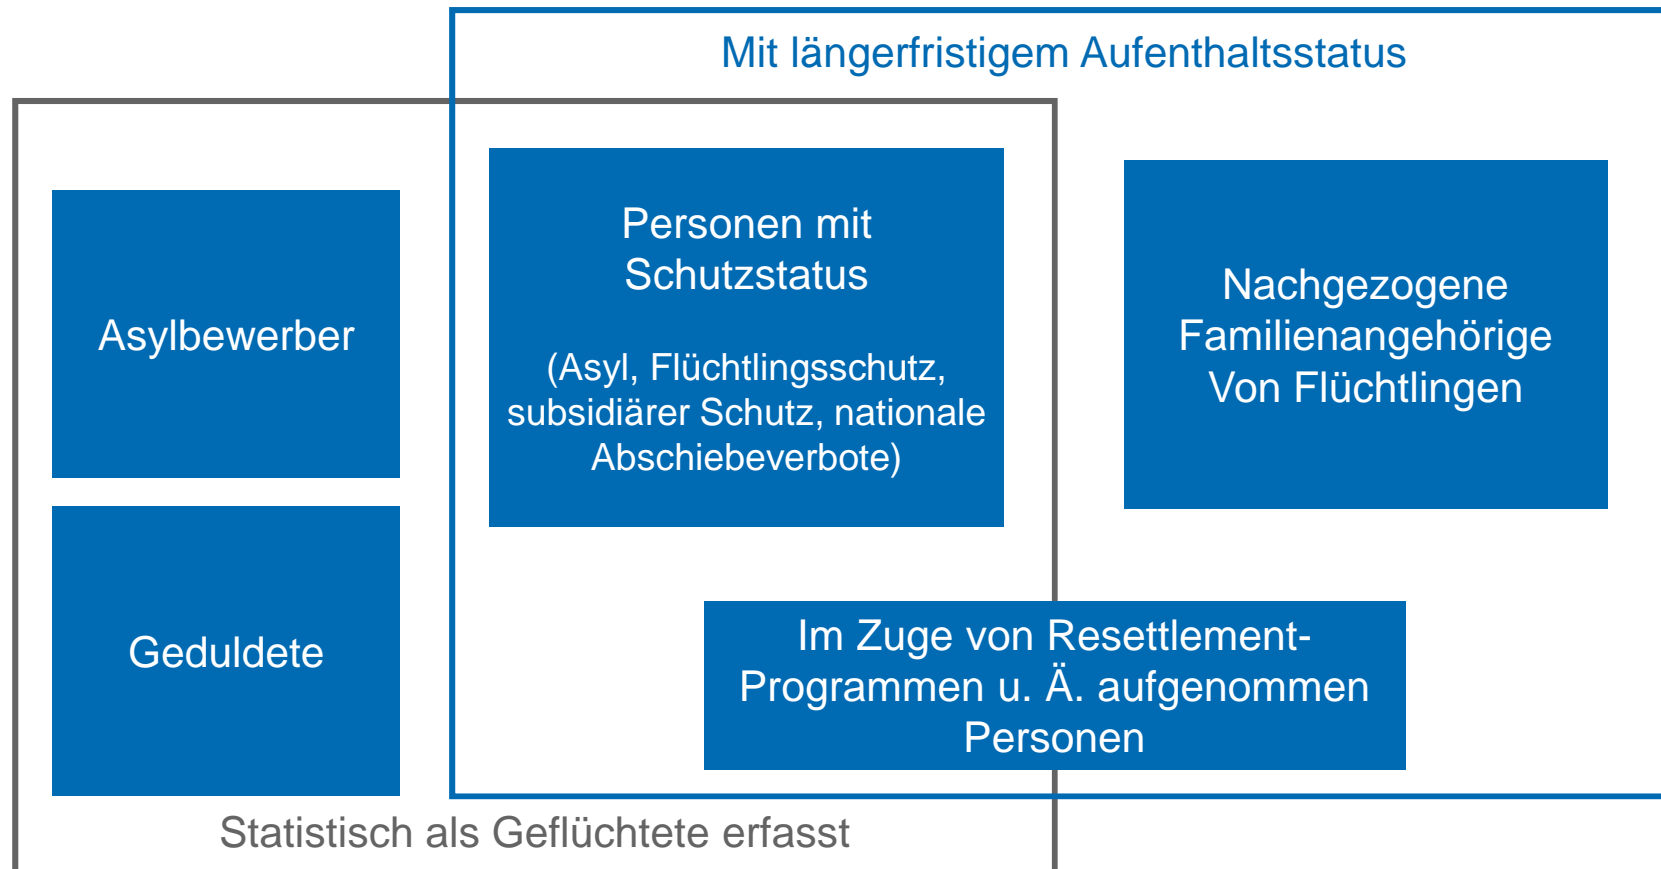 Mit längerfristigem Aufenthaltsstatus
Asylbewerber
Geduldete
Personen mit
Schutzstatus
(Asyl, Flüchtlingsschutz,
subsidiärer Schutz, nationale
Abschiebeverbote)
Nachgezogene
Familienangehörige
Von Flüchtlingen
Im Zuge von Resettlement-
Programmen u. Ä. aufgenommen
Personen
Statistisch als Geflüchtete erfasst